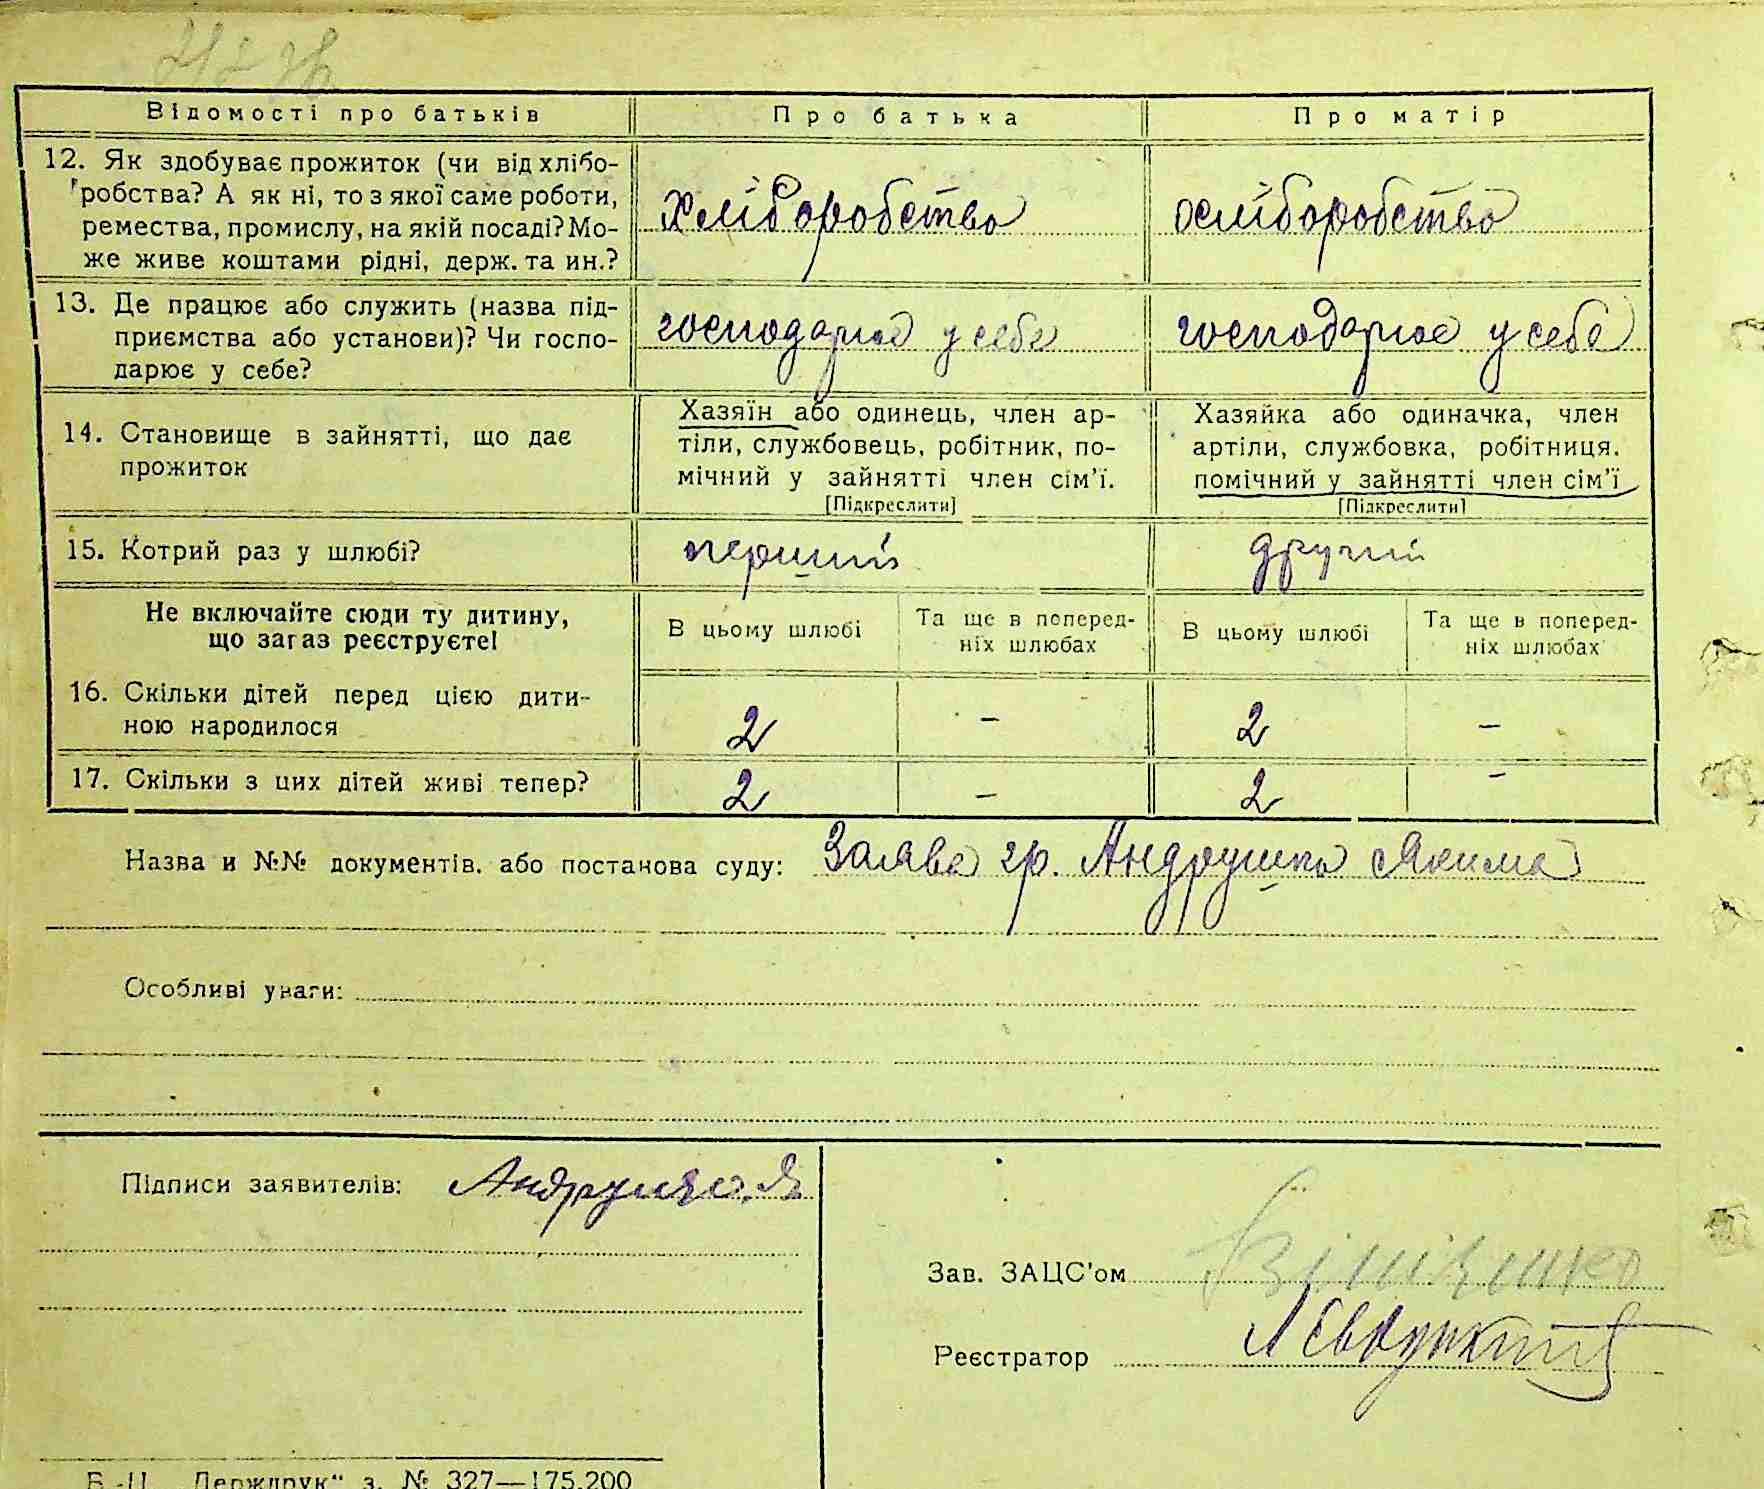 Відомості про батьків Про батька Про матір
12. Як здобуває прожиток (чи від хлібо-
робства? А як ні, то з якої саме роботи,
ремества, промислу, на якій посаді? Мо-
же живе коштами рідні, держ. та ин.?
Хліборобство хліборобство
13. Де працює або служить (назва під-
приємства або установи)? Чи госпо-
дарює у себе?
господарює у себе господарює у себе
14. Становище в зайнятті, що дає
прожиток
Хазяїн або одинець, член ар-
тіли, службовець, робітник, по-
мічний у зайнятті член сім'ї.
[Підкреслити]
Хазяйка або одиначка, член
артіли, службовка, робітниця.
помічний у зайнятті член сім'ї
[Підкреслити]
15. Котрий раз у шлюбі? перший другий
Не включайте сюди ту дитину,
що зараз реєструєте!
В цьому шлюбі Та ще в поперед-
ніх шлюбах
В цьому шлюбі Та ще в поперед-
ніх шлюбах
16. Скільки дітей перед цією дити-
ною народилося
2 – 2 –
17. Скільки з цих дітей живі тепер? 2 – 2 –
Назва и №№ документів. або постанова суду: Заява гр. Андрушко Якима
Особливі уваги:
Підписи заявителів: Андрушко. Я.
Зав. ЗАЦС'ом
Реєстратор
Б.-Ц. „Держдрук“ з. № 327—175.200